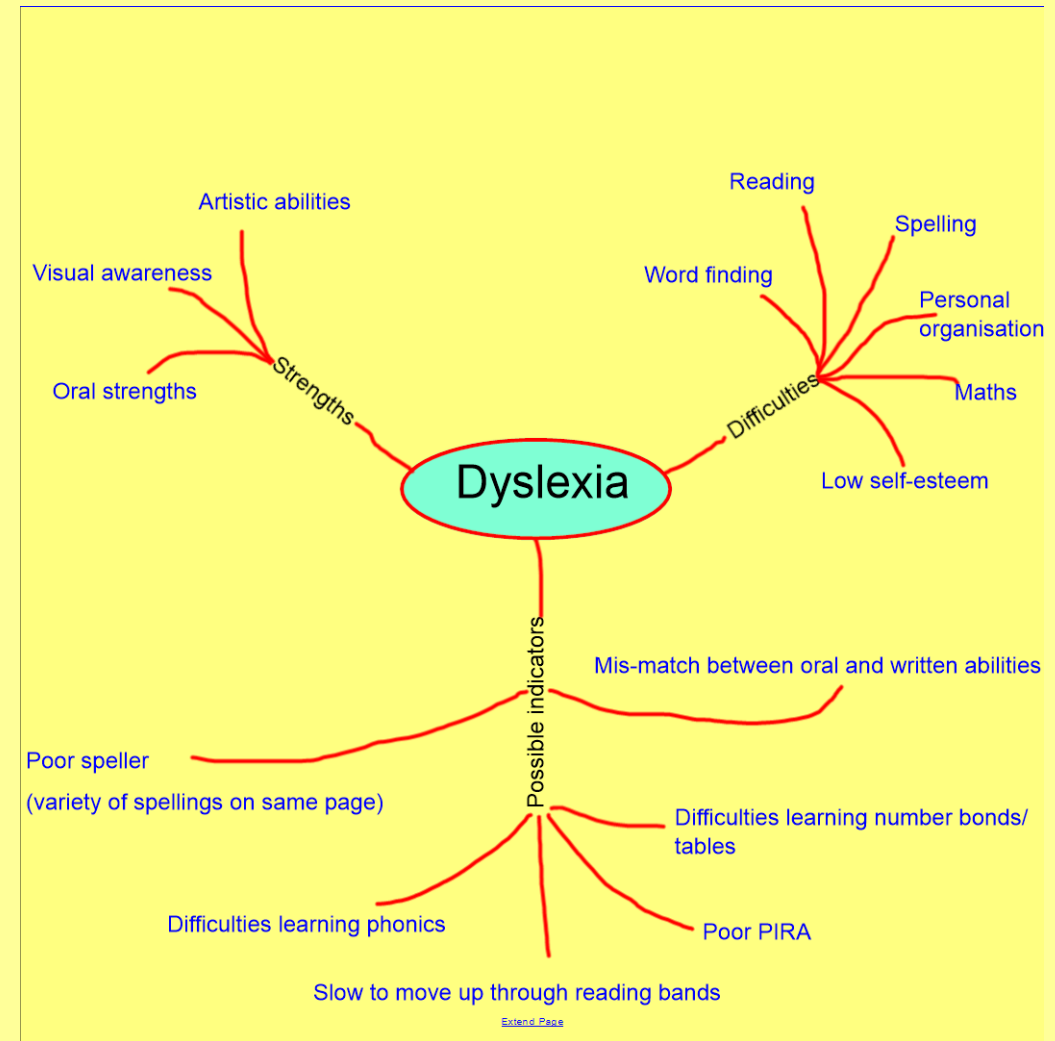 Dyslexia
Strengths
Artistic abilities
Visual awareness
Oral strengths
Difficulties
Word finding
Reading
Spelling
Personal
organisation
Maths
Low self-esteem
Possible indicators
Mis-match between oral and written abilities
Difficulties learning number bonds/
tables
Poor PIRA
Slow to move up through reading bands
Difficulties learning phonics
Poor speller
(variety of spellings on same page)
Extend Page